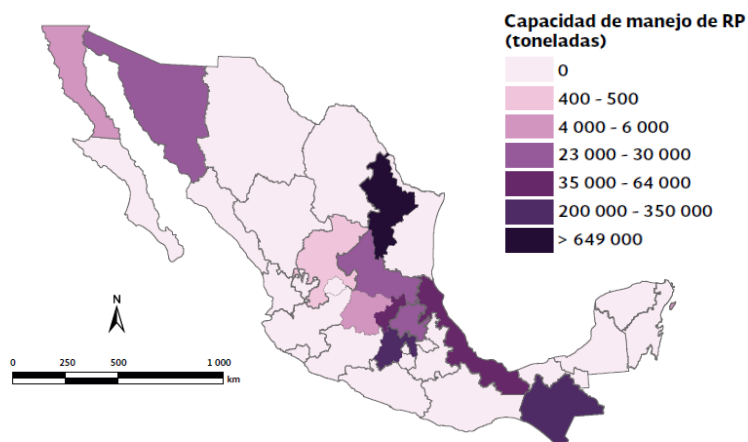 Capacidad de manejo de RP
(toneladas)
0
400 - 500
4 000 - 6 000
23 000 - 30 000
35 000 - 64 000
200 000 - 350 000
> 649 000
N
0 250 500 1 000
km